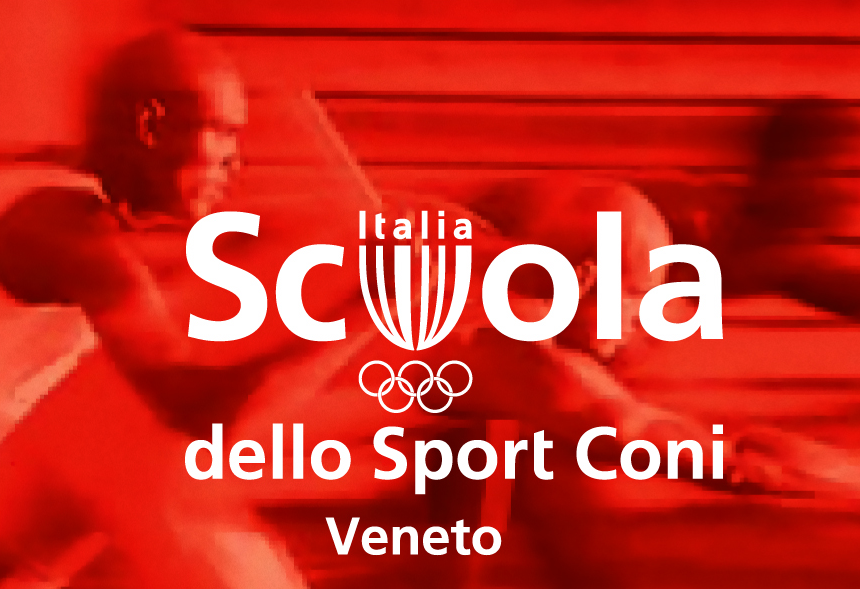 Italia
Scuola
dello Sport Coni
Veneto